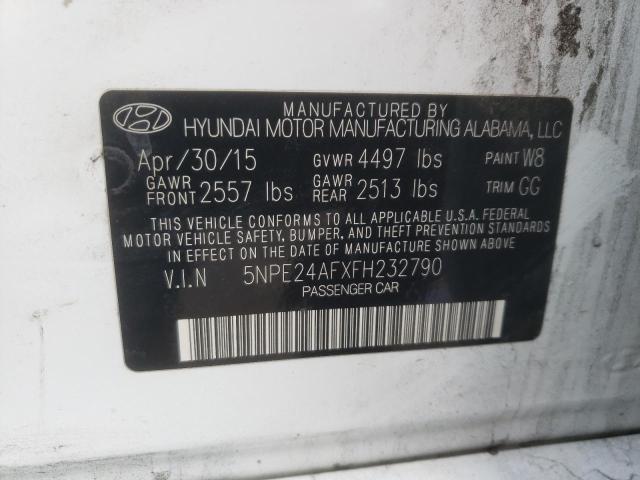 MANUFACTURED BY
HYUNDAI MOTOR MANUFACTURING ALABAMA, LLC
Apr/30/15 GVWR 4497 lbs PAINT W8
GAWR FRONT 2557 lbs GAWR REAR 2513 lbs TRIM GG
THIS VEHICLE CONFORMS TO ALL APPLICABLE U.S.A. FEDERAL
MOTOR VEHICLE SAFETY, BUMPER, AND THEFT PREVENTION STANDARDS
IN EFFECT ON THE DATE OF MANUFACTURE SHOWN ABOVE.
V.I.N 5NPE24AFXFH232790
PASSENGER CAR